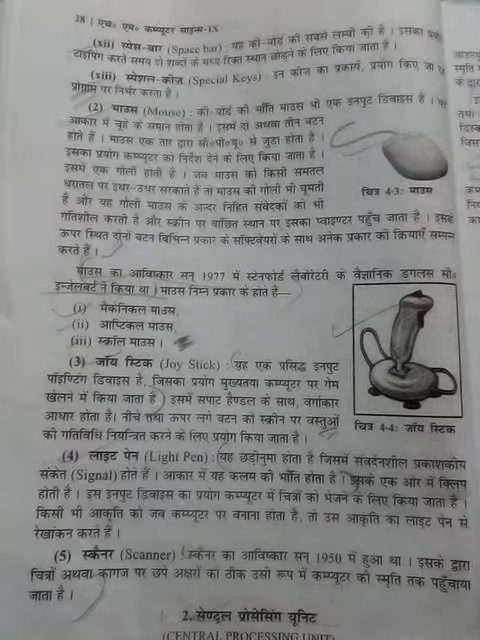 28 | एच० एम० कम्प्यूटर साइन्स-IX
(xii) स्पेस-बार (Space bar) : यह की-बोर्ड की सबसे लम्बी की है । इसका
टाइपिंग करते समय दो शब्दों के मध्य रिक्त स्थान छोड़ने के लिए किया जाता है ।
(xiii) स्पेशल-कीज (Special Keys) : इन कीज का प्रकार्य, प्रयोग किए जा
प्रोग्राम पर निर्भर करता है ।
(2) माउस (Mouse) : की बोर्ड की भाँति माउस भी एक इनपुट डिवाइस है ।
आकार में चूहे के समान होता है । इसमें दो अथवा तीन बटन
होते हैं । माउस एक तार द्वारा सी०पी०यू० से जुड़ा होता है ।
इसका प्रयोग कम्प्यूटर को निर्देश देने के लिए किया जाता है ।
इसमें एक गोली होती है । जब माउस को किसी समतल
धरातल पर इधर-उधर सरकाते हैं तो माउस की गोली भी घूमती
है और यह गोली माउस के अन्दर निहित संवेदकों को भी
चित्र 4·3: माउस
गतिशील करती है और स्क्रीन पर वांछित स्थान पर इसका प्वाइण्टर पहुँच जाता है । इसके
ऊपर स्थित दोनों बटन विभिन्न प्रकार के सॉफ्टवेयरों के साथ अनेक प्रकार की क्रियाएँ सम्पन्न
करते हैं ।
माउस का आविष्कार सन् 1977 में स्टेनफोर्ड लैबोरेटरी के वैज्ञानिक डगलस सी०
इन्जेलबर्ट ने किया था । माउस निम्न प्रकार के होते हैं—
(i) मैकेनिकल माउस,
(ii) आप्टिकल माउस,
(iii) स्क्रॉल माउस ।
(3) जॉय स्टिक (Joy Stick) : यह एक प्रसिद्ध इनपुट
पॉइण्टिंग डिवाइस है, जिसका प्रयोग मुख्यतया कम्प्यूटर पर गेम
खेलने में किया जाता है । इसमें सपाट हैण्डल के साथ, वर्गाकार
आधार होता है। नीचे तथा ऊपर लगे बटन को स्क्रीन पर वस्तुओं
की गतिविधि नियन्त्रित करने के लिए प्रयोग किया जाता है ।
चित्र 4·4: जॉय स्टिक
(4) लाइट पेन (Light Pen) : यह छड़ीनुमा होता है जिसमें संवेदनशील प्रकाशकीय
संकेत (Signal) होते हैं । आकार में यह कलम की भाँति होता है । इसके एक ओर में क्लिप
होती है । इस इनपुट डिवाइस का प्रयोग कम्प्यूटर में चित्रों को भेजने के लिए किया जाता है ।
किसी भी आकृति को जब कम्प्यूटर पर बनाना होता है, तो उस आकृति का लाइट पेन से
रेखांकन करते हैं ।
(5) स्कैनर (Scanner) : स्कैनर का आविष्कार सन् 1950 में हुआ था । इसके द्वारा
चित्रों अथवा कागज पर छपे अक्षरों का ठीक उसी रूप में कम्प्यूटर की स्मृति तक पहुँचाया
जाता है ।
2. सेण्ट्रल प्रोसेसिंग यूनिट
(CENTRAL PROCESSING UNIT)